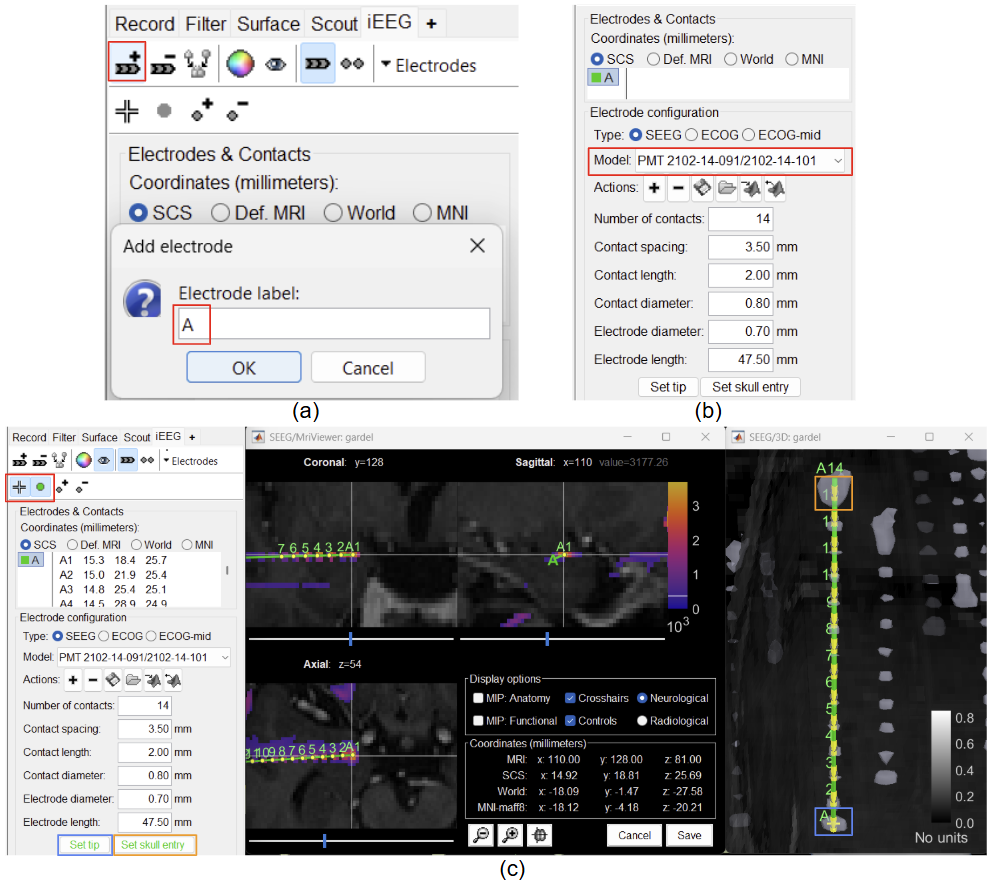 Record Filter Surface Scout iEEG +
Electrodes
Electrodes & Contacts
Coordinates (millimeters):
SCS Def. MRI World MNI
Add electrode
Electrode label:
A
OK Cancel
(a)
Electrodes & Contacts
Coordinates (millimeters):
SCS Def. MRI World MNI
A
Electrode configuration
Type: SEEG ECOG ECOG-mid
Model: PMT 2102-14-091/2102-14-101
Actions:
Number of contacts: 14
Contact spacing: 3.50 mm
Contact length: 2.00 mm
Contact diameter: 0.80 mm
Electrode diameter: 0.70 mm
Electrode length: 47.50 mm
Set tip Set skull entry
(b)
Record Filter Surface Scout iEEG +
Electrodes
Electrodes & Contacts
Coordinates (millimeters):
SCS Def. MRI World MNI
A
A1 15.3 18.4 25.7
A2 15.0 21.9 25.4
A3 14.8 25.4 25.1
A4 14.5 28.9 24.9
Electrode configuration
Type: SEEG ECOG ECOG-mid
Model: PMT 2102-14-091/2102-14-101
Actions:
Number of contacts: 14
Contact spacing: 3.50 mm
Contact length: 2.00 mm
Contact diameter: 0.80 mm
Electrode diameter: 0.70 mm
Electrode length: 47.50 mm
Set tip Set skull entry
SEEG/MriViewer: gardel
Coronal: y=128 Sagittal: x=110 value=3177.26
7 6 5 4 3 2 A1
A1
A
3
2
1
0
10³
Axial: z=54
10 9 8 7 6 5 4 3 2 A1
Display options
MIP: Anatomy Crosshairs Neurological
MIP: Functional Controls Radiological
Coordinates (millimeters)
MRI: x: 110.00 y: 128.00 z: 81.00
SCS: x: 14.92 y: 18.81 z: 25.69
World: x: -18.09 y: -1.47 z: -27.58
MNI-maff8: x: -18.12 y: -4.18 z: -20.21
Cancel Save
SEEG/3D: gardel
A14
9
8
7
6
5
4
3
2
A
0.8
0.6
0.4
0.2
0.0
No units
(c)